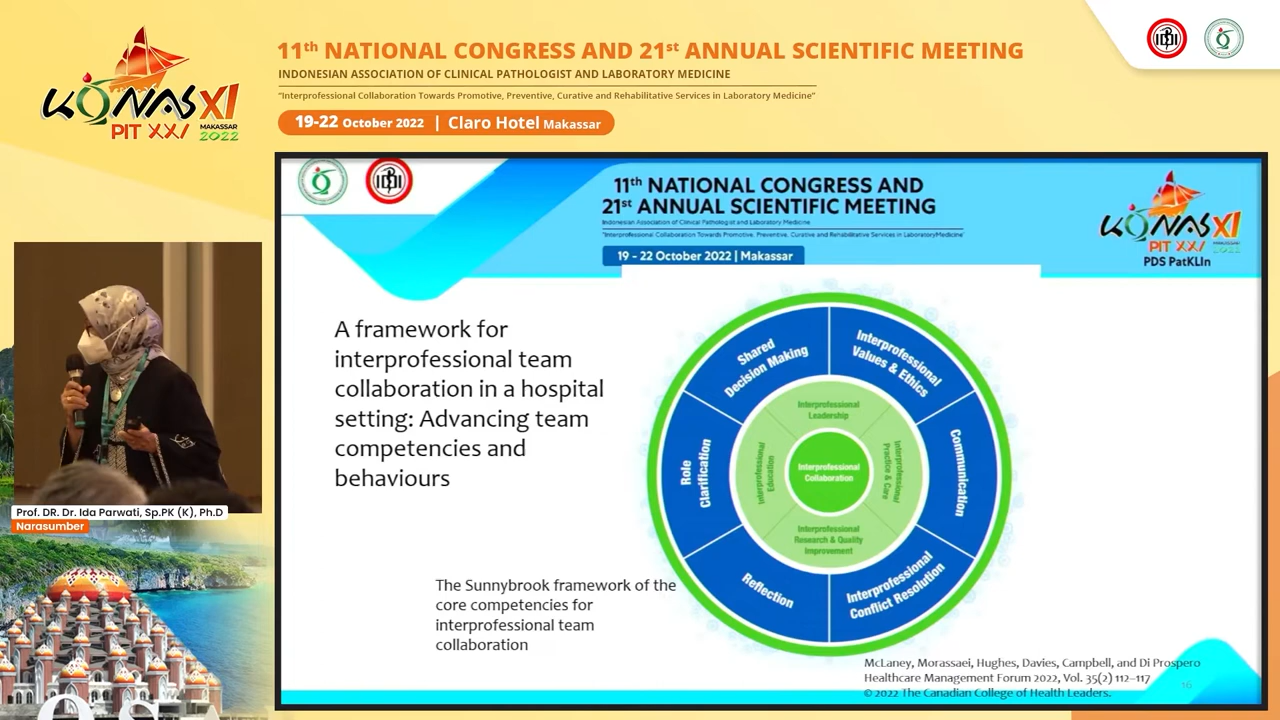 KONAS XI
PIT XXI
MAKASSAR
2022
11th NATIONAL CONGRESS AND 21st ANNUAL SCIENTIFIC MEETING
INDONESIAN ASSOCIATION OF CLINICAL PATHOLOGIST AND LABORATORY MEDICINE
"Interprofessional Collaboration Towards Promotive, Preventive, Curative and Rehabilitative Services in Laboratory Medicine"
19-22 October 2022 | Claro Hotel Makassar
11th NATIONAL CONGRESS AND
21st ANNUAL SCIENTIFIC MEETING
Indonesian Association of Clinical Pathologist and Laboratory Medicine
"Interprofessional Collaboration Towards Promotive, Preventive, Curative and Rehabilitative Services in LaboratoryMedicine"
19 - 22 October 2022 | Makassar
KONAS XI
PIT XXI
PDS PatKLIn
A framework for
interprofessional team
collaboration in a hospital
setting: Advancing team
competencies and
behaviours
Shared
Decision Making
Interprofessional
Values & Ethics
Role
Clarification
Communication
Reflection
Interprofessional
Conflict Resolution
Interprofessional
Leadership
Interprofessional
Education
Interprofessional
Practice & Care
Interprofessional
Research & Quality
Improvement
Interprofessional
Collaboration
The Sunnybrook framework of the
core competencies for
interprofessional team
collaboration
McLaney, Morassaei, Hughes, Davies, Campbell, and Di Prospero
Healthcare Management Forum 2022, Vol. 35(2) 112–117
© 2022 The Canadian College of Health Leaders.
16
Prof. DR. Dr. Ida Parwati, Sp.PK (K), Ph.D
Narasumber